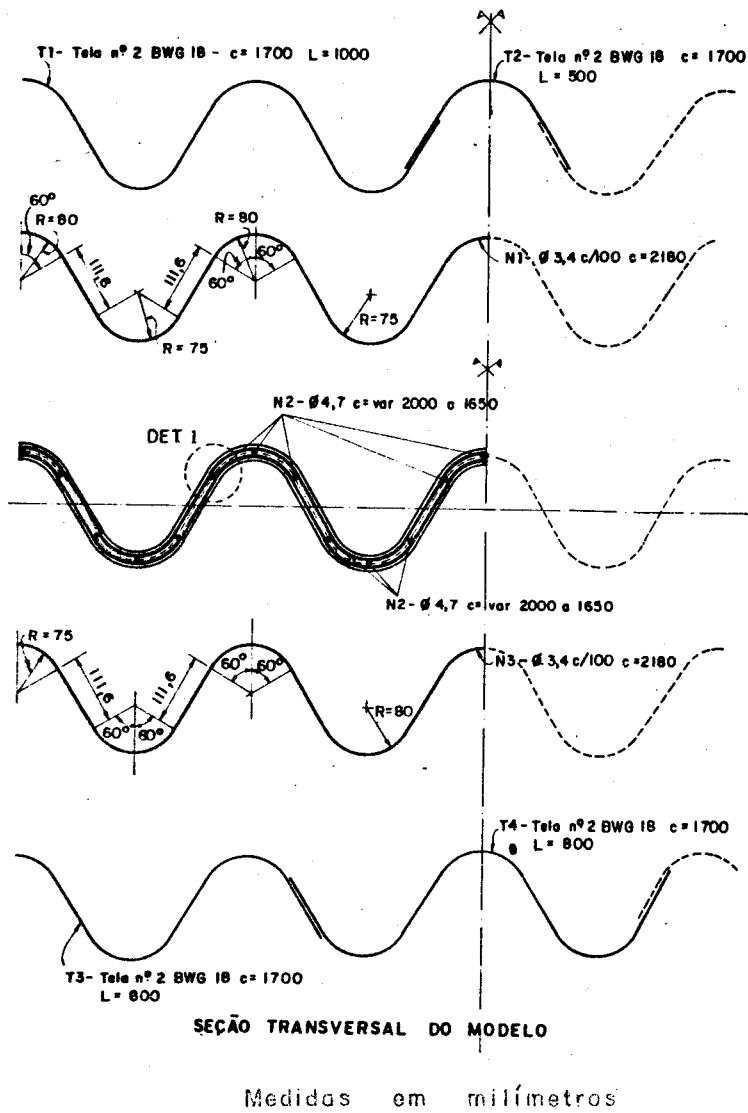 T1- Tela nº 2 BWG 18 - c= 1700 L= 1000
T2- Tela nº 2 BWG 18 c= 1700
L = 500
60°
R=80
111,6
111,6
R=80
60°
60°
R= 75
R=75
N1- Ø 3,4 c/100 c=2180
N2- Ø 4,7 c= var 2000 a 1650
DET. 1
N2- Ø 4,7 c= var 2000 a 1650
R=75
111,6
111,6
60°
60°
60°
60°
R=80
N3- Ø 3,4 c/100 c=2180
T4- Tela nº 2 BWG 18 c= 1700
L = 800
T3- Tela nº 2 BWG 18 c= 1700
L = 800
SEÇÃO TRANSVERSAL DO MODELO
Medidas em milímetros